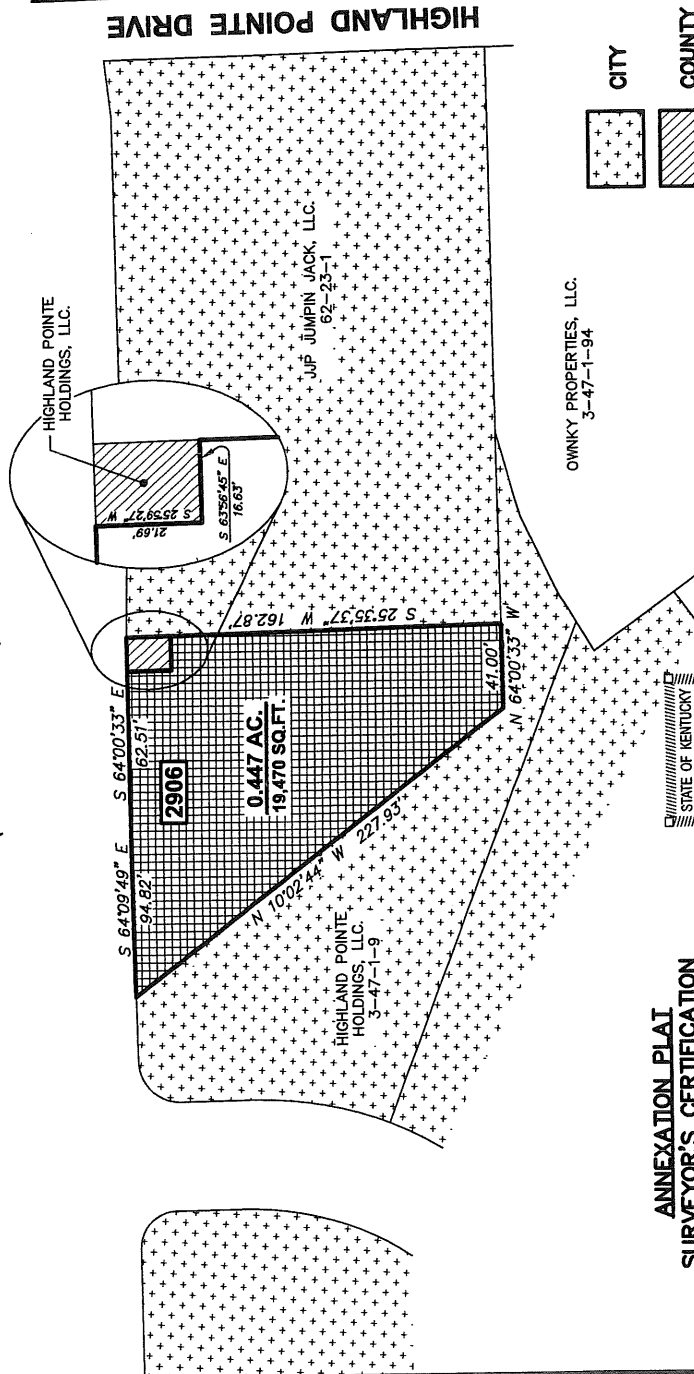 HIGHLAND POINTE DRIVE
HIGHLAND POINTE
HOLDINGS, LLC.
S 25°59'27" W
21.69'
S 63°56'45" E
16.63'
JJP JUMPIN JACK, LLC.
62-23-1
CITY
COUNTY
OWNKY PROPERTIES, LLC.
3-47-1-94
S 64°09'49" E
94.82'
S 64°00'33" E
62.51'
2906
0.447 AC.
19,470 SQ.FT.
S 25°35'37" W 162.87'
41.00'
N 64°00'33" W
N 10°02'44" W 227.93'
HIGHLAND POINTE
HOLDINGS, LLC.
3-47-1-9
STATE OF KENTUCKY
ANNEXATION PLAT
SURVEYOR'S CERTIFICATION